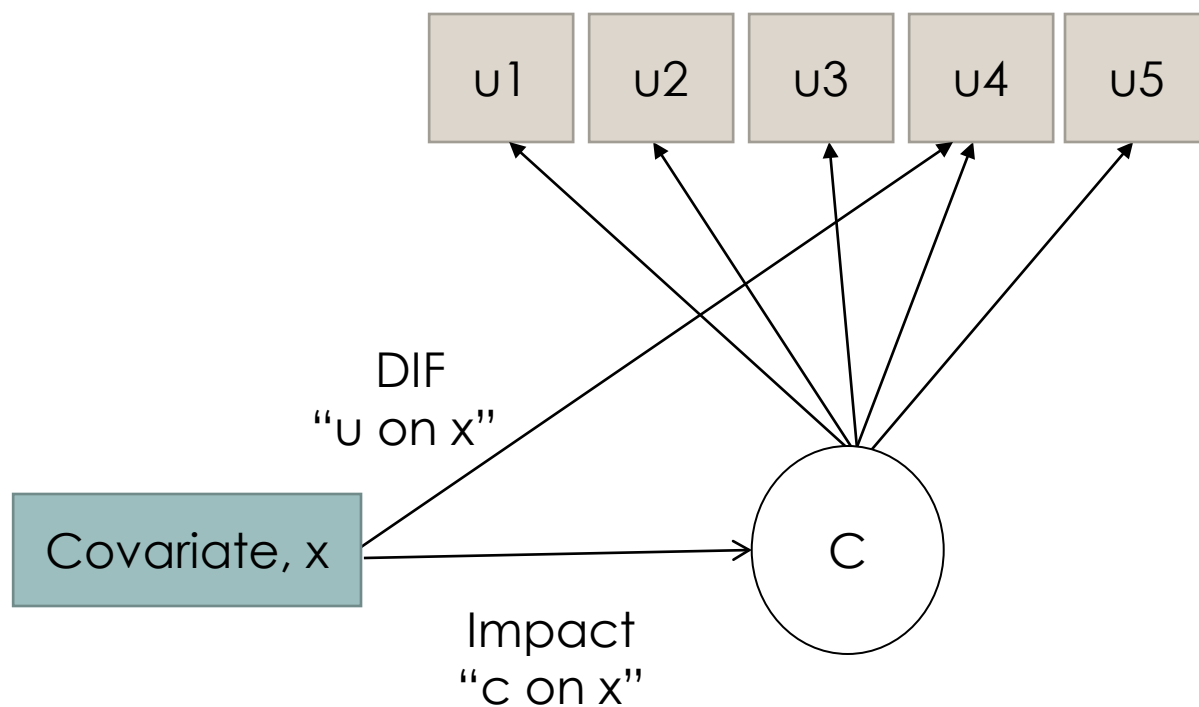 u1 u2 u3 u4 u5
DIF
“u on x”
Covariate, x
C
Impact
“c on x”